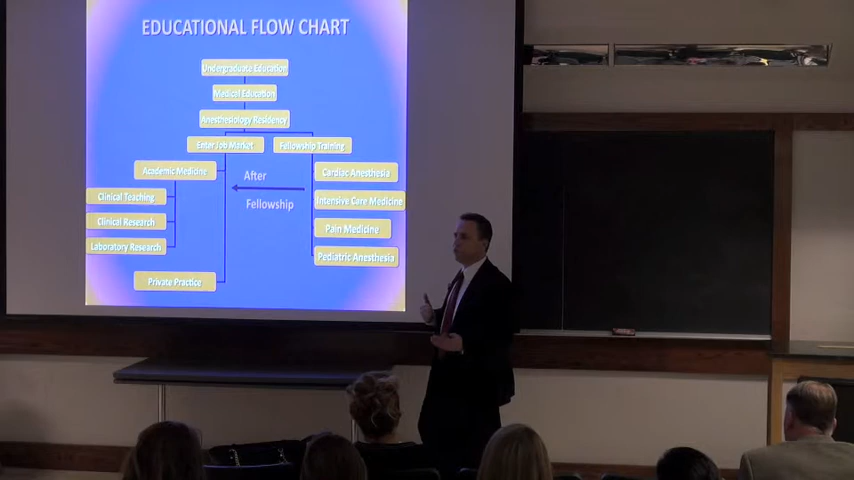 EDUCATIONAL FLOW CHART
Undergraduate Education
Medical Education
Anesthesiology Residency
Enter Job Market
Fellowship Training
Academic Medicine
Clinical Teaching
Clinical Research
Laboratory Research
Private Practice
After
Fellowship
Cardiac Anesthesia
Intensive Care Medicine
Pain Medicine
Pediatric Anesthesia